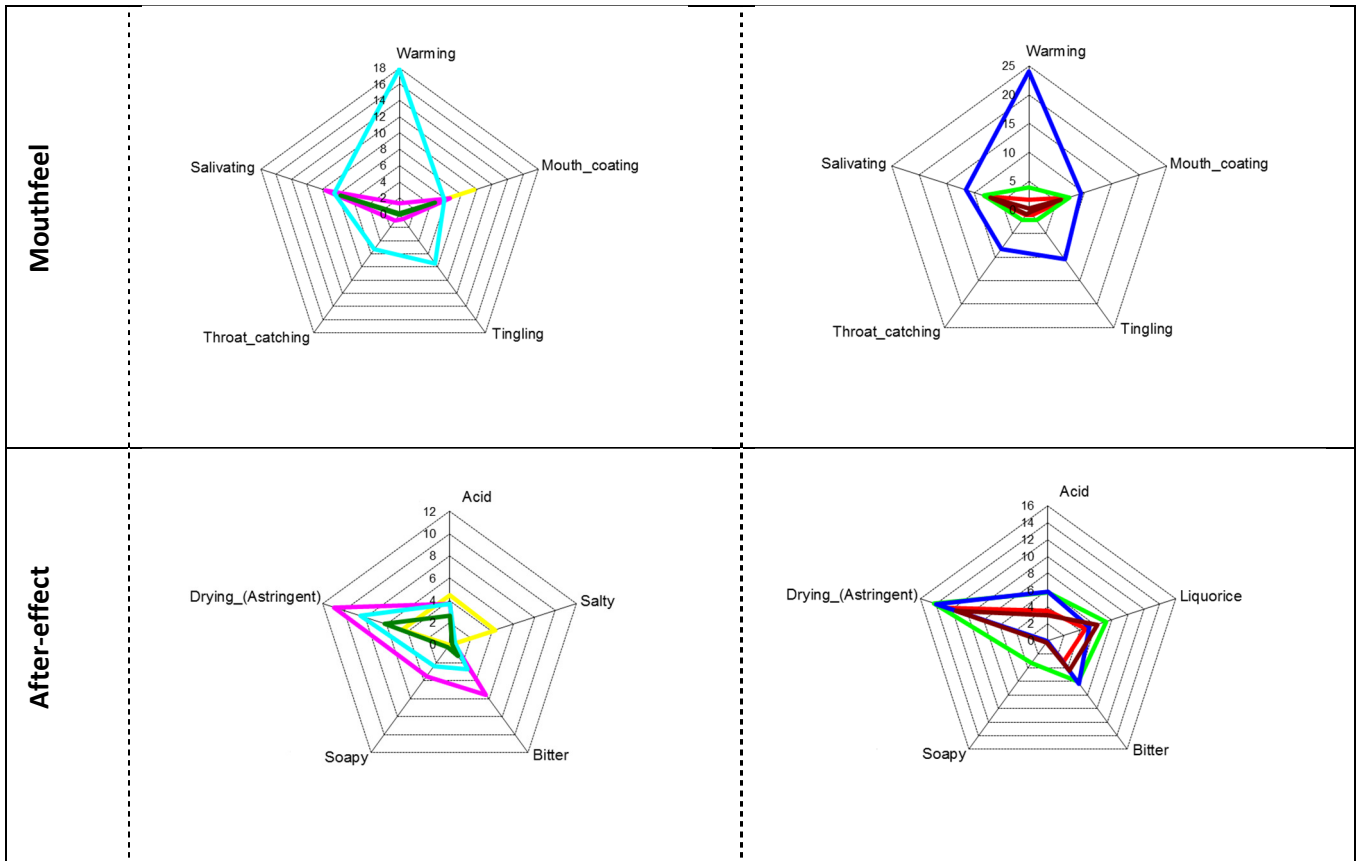 Mouthfeel
Warming
18
16
14
12
10
8
6
4
2
0
Salivating
Mouth_coating
Throat_catching
Tingling
Warming
25
20
15
10
5
0
Salivating
Mouth_coating
Throat_catching
Tingling
After-effect
Acid
12
10
8
6
4
2
0
Drying_(Astringent)
Salty
Soapy
Bitter
Acid
16
14
12
10
8
6
4
2
0
Drying_(Astringent)
Liquorice
Soapy
Bitter